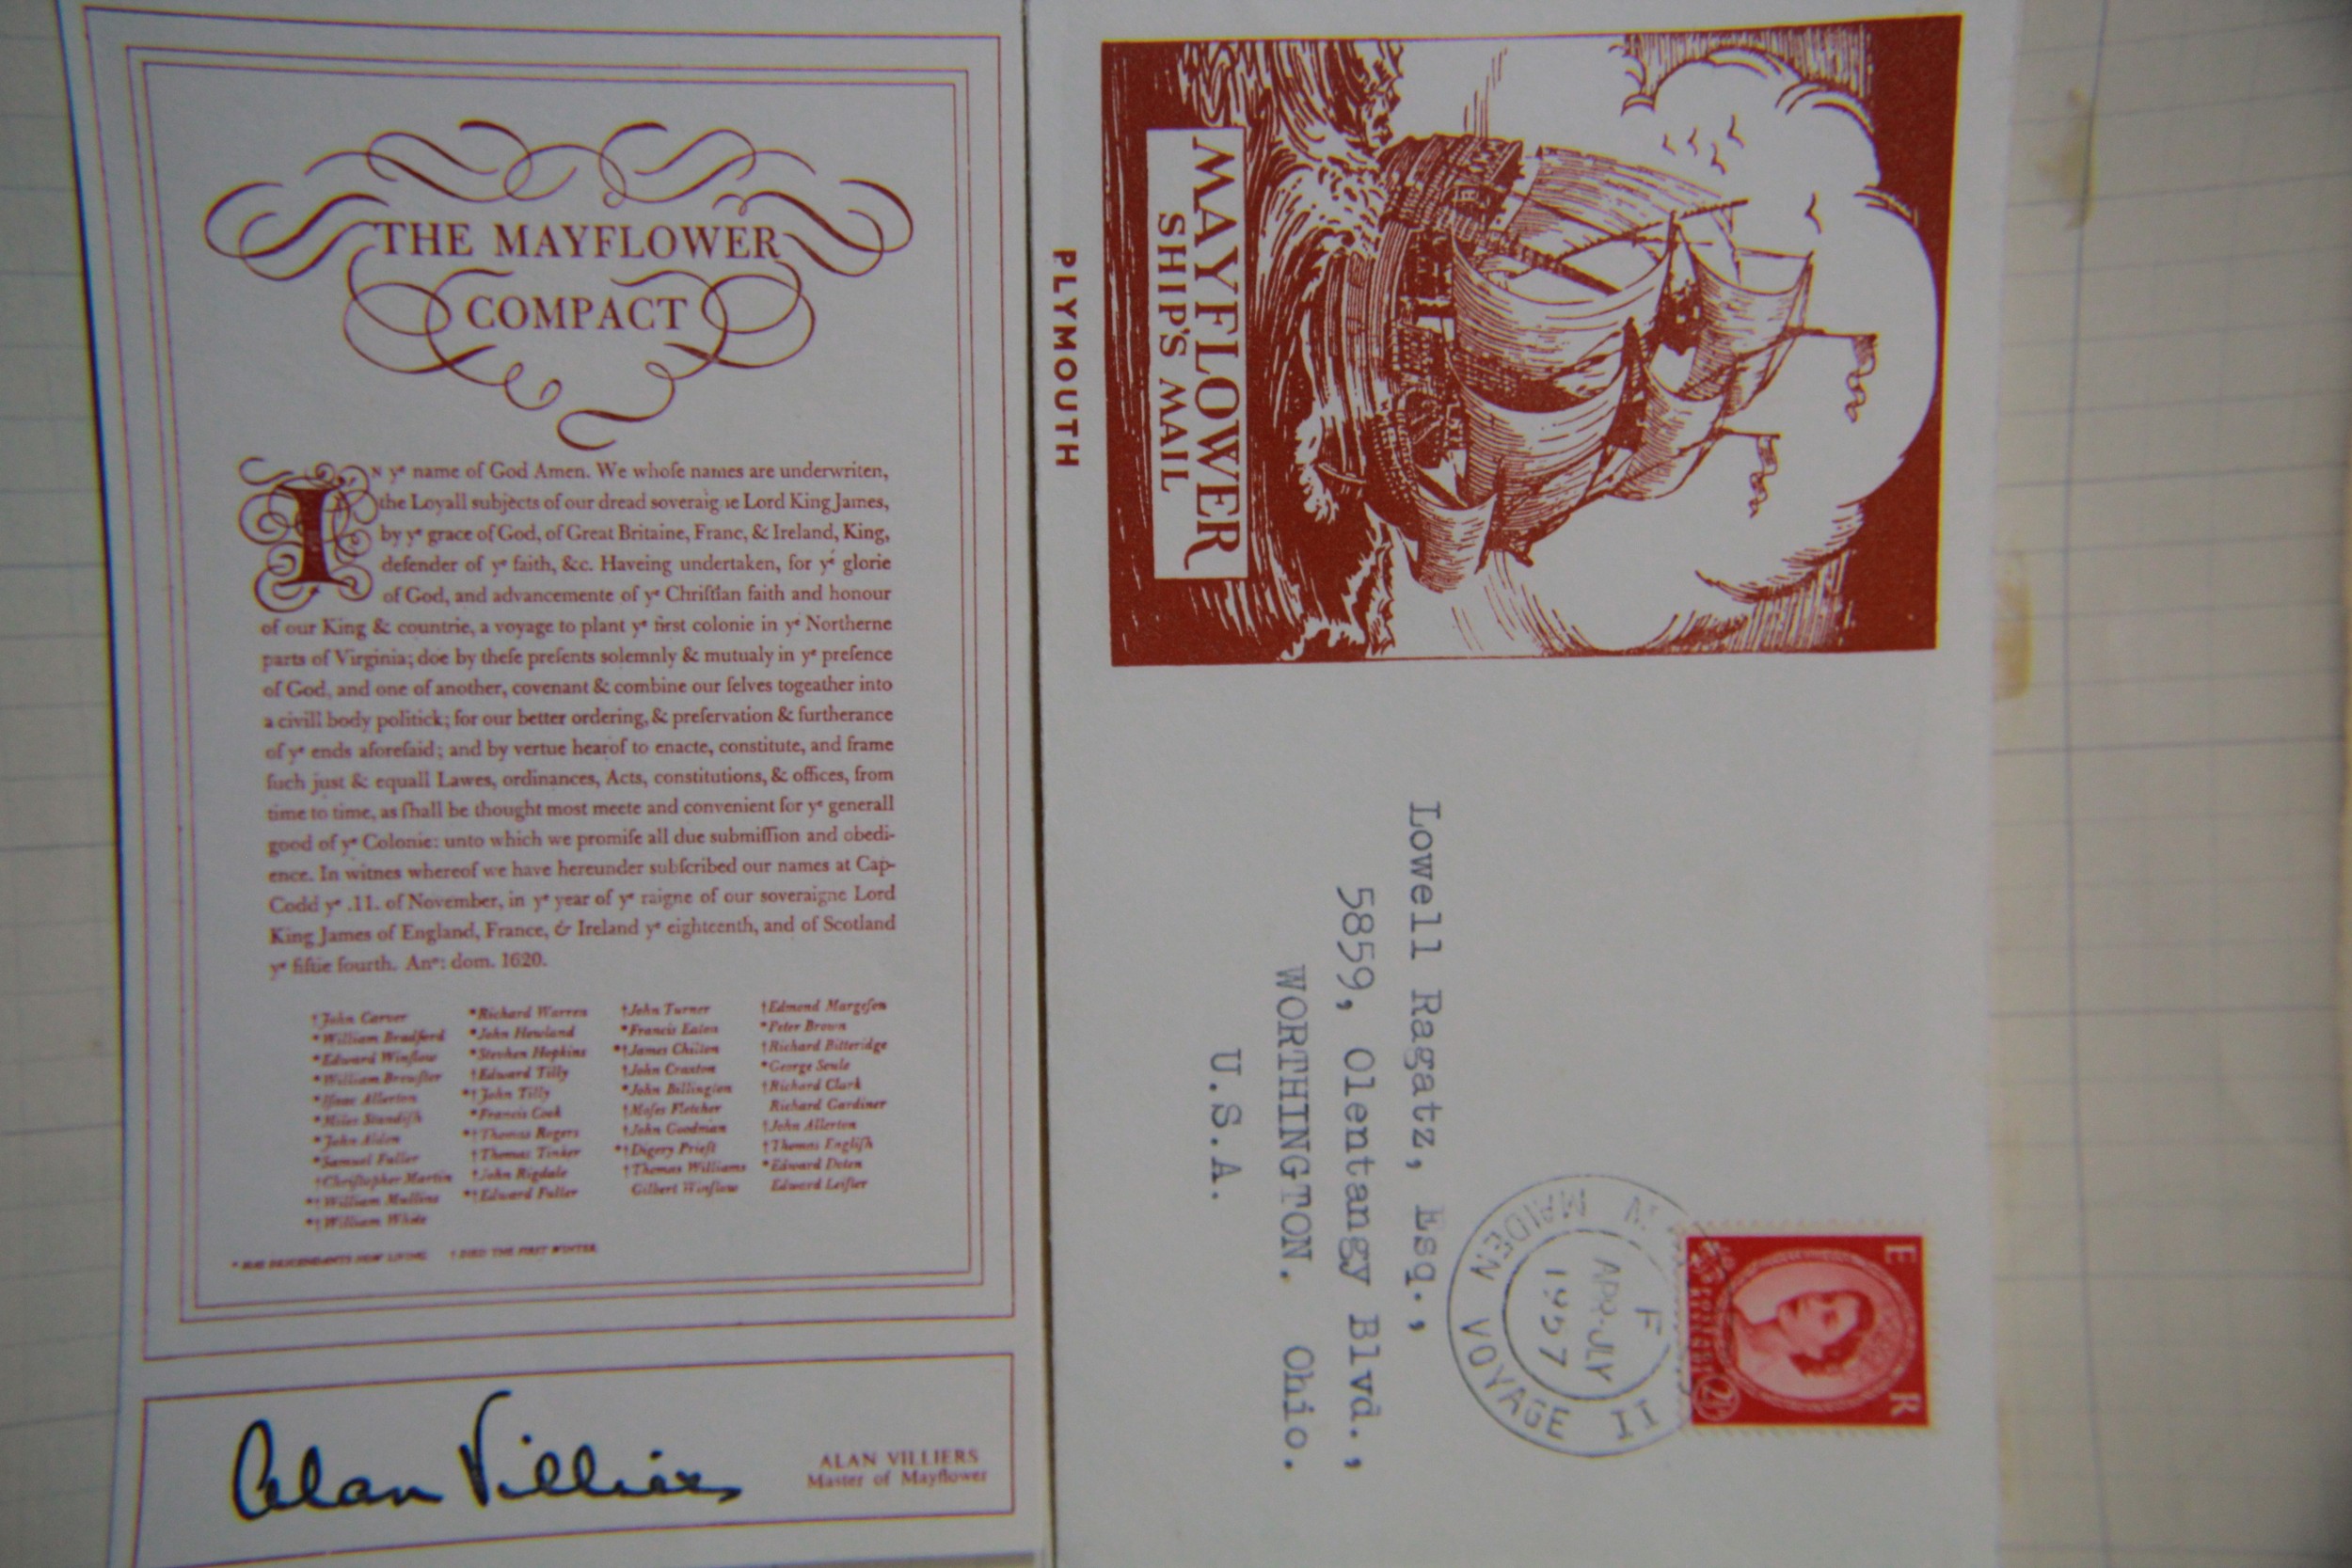 THE MAYFLOWER
COMPACT
IN yᵉ name of God Amen. We whoſe names are underwriten,
the Loyall subjects of our dread soveraigne Lord King James,
by yᵉ grace of God, of Great Britaine, Franc, & Ireland, King,
defender of yᵉ faith, &c. Haveing undertaken, for yᵉ glorie
of God, and advancemente of yᵉ Chriſtian faith and honour
of our King & countrie, a voyage to plant yᵉ first colonie in yᵉ Northerne
parts of Virginia; doe by theſe preſents solemnly & mutualy in yᵉ preſence
of God, and one of another, covenant & combine our ſelves togeather into
a civill body politick; for our better ordering, & preſervation & furtherance
of yᵉ ends aforeſaid; and by vertue hearof to enacte, constitute, and frame
ſuch just & equall Lawes, ordinances, Acts, constitutions, & offices, from
time to time, as ſhall be thought most meete and convenient for yᵉ generall
good of yᵉ Colonie: unto which we promiſe all due submiſſion and obedi-
ence. In witnes whereof we have hereunder subſcribed our names at Cap-
Codd yᵉ .11. of November, in yᵉ year of yᵉ raigne of our soveraigne Lord
King James of England, France, & Ireland yᵉ eighteenth, and of Scotland
yᵉ fiftie fourth. Anᵒ: dom. 1620.
†John Carver
*William Bradford
*Edward Winſlow
*William Brewſter
*Iſaac Allerton
*Miles Standiſh
*John Alden
*Samuel Fuller
†Chriſtopher Martin
*†William Mullins
*†William White
*Richard Warren
*John Howland
*Stephen Hopkins
†Edward Tilly
*†John Tilly
*Francis Cook
*†Thomas Rogers
†Thomas Tinker
†John Rigdale
*†Edward Fuller
†John Turner
*Francis Eaton
*†James Chilton
†John Craxton
*John Billington
†Moſes Fletcher
†John Goodman
*†Digery Prieſt
†Thomas Williams
Gilbert Winſlow
†Edmond Margeſon
*Peter Brown
†Richard Bitteridge
*George Soule
†Richard Clark
Richard Gardiner
†John Allerton
†Thomas Engliſh
*Edward Doten
Edward Leiſter
* HAS DESCENDANTS NOW LIVING † DIED THE FIRST WINTER
Alan Villiers
ALAN VILLIERS
Master of Mayflower
MAYFLOWER
SHIP'S MAIL
PLYMOUTH
E R
MAIDEN VOYAGE II
F
APR-JLY
1957
Lowell Ragatz, Esq.,
5859, Olentangy Blvd.,
WORTHINGTON. Ohio.
U.S.A.